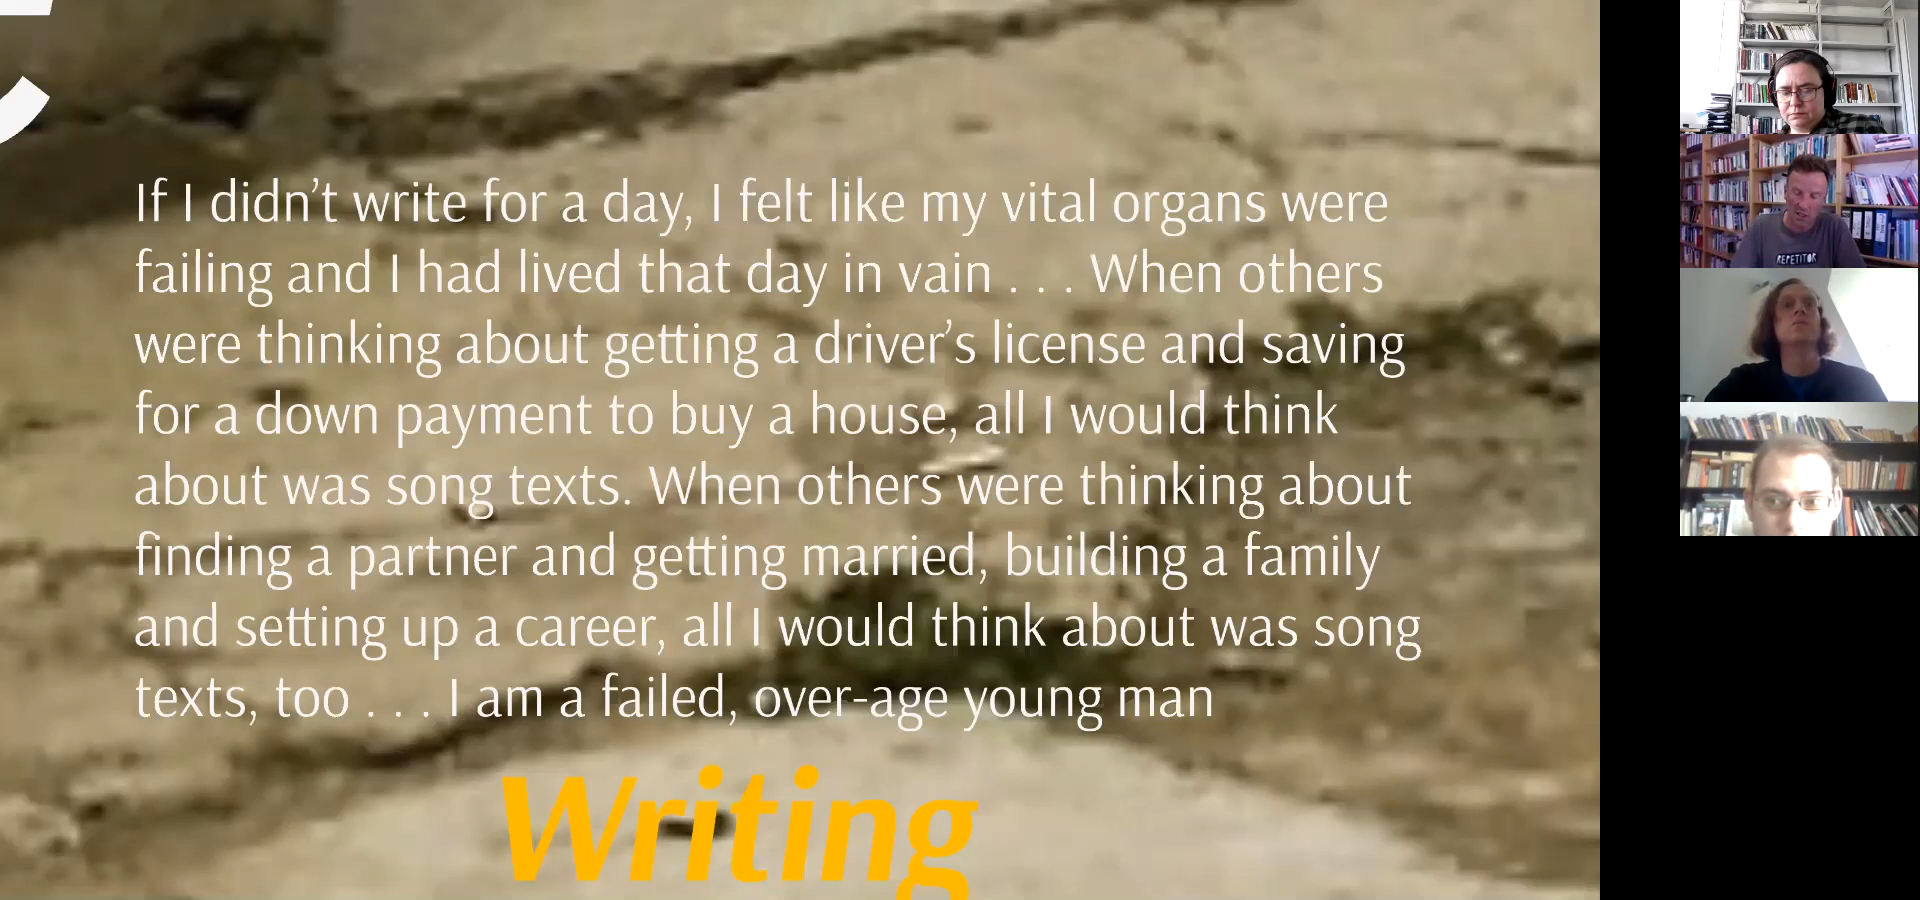 If I didn’t write for a day, I felt like my vital organs were
failing and I had lived that day in vain . . . When others
were thinking about getting a driver’s license and saving
for a down payment to buy a house, all I would think
about was song texts. When others were thinking about
finding a partner and getting married, building a family
and setting up a career, all I would think about was song
texts, too . . . I am a failed, over-age young man
Writing
REPETITOR